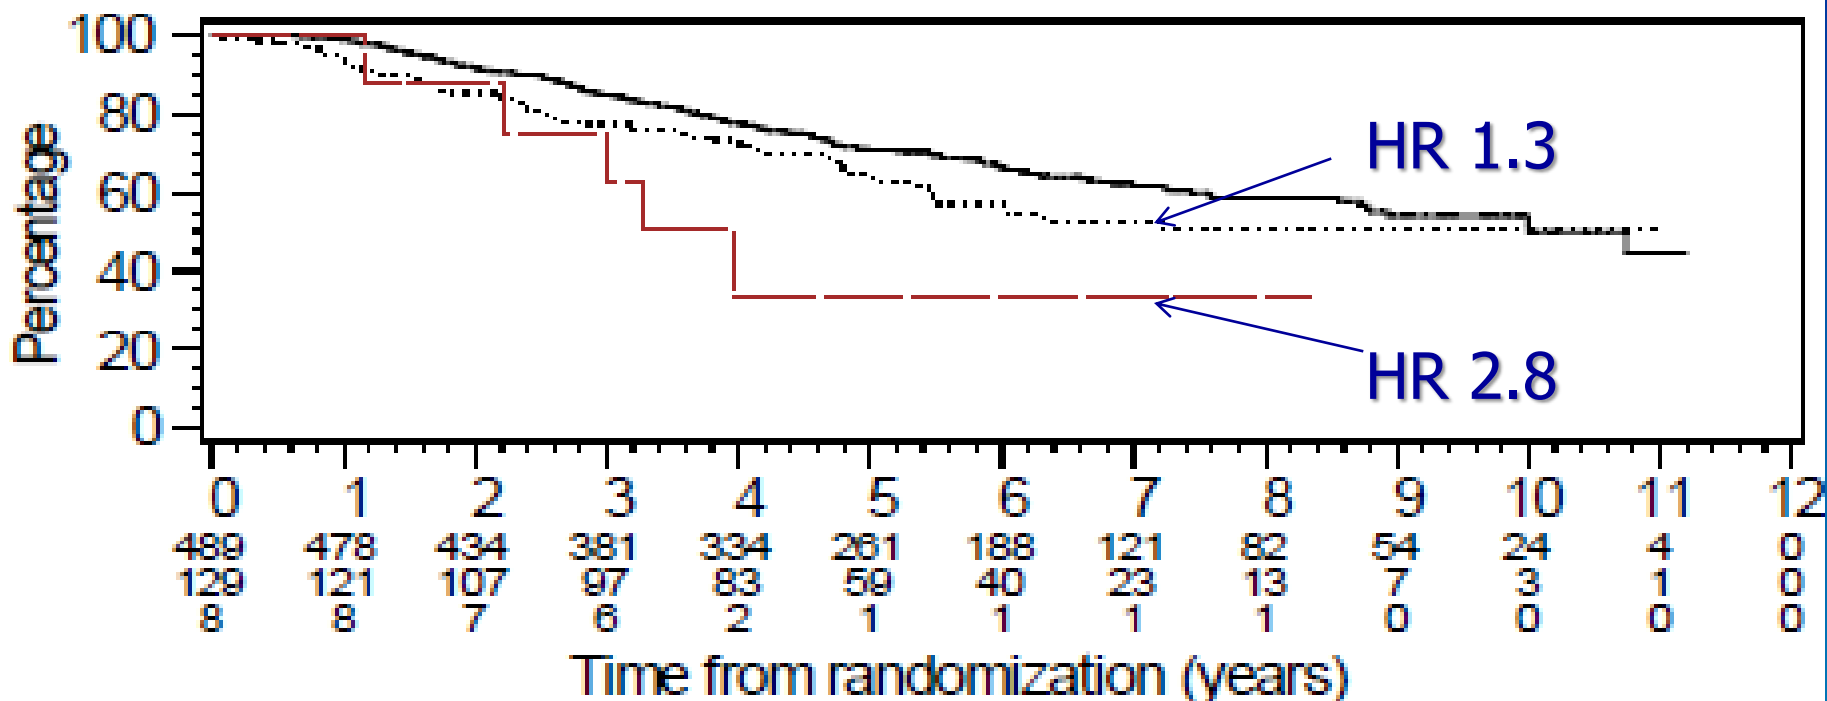 Percentage
100
80
60
40
20
0
HR 1.3
HR 2.8
0 1 2 3 4 5 6 7 8 9 10 11 12
489 478 434 381 334 261 188 121 82 54 24 4 0
129 121 107 97 83 59 40 23 13 7 3 1 0
8 8 7 6 2 1 1 1 1 0 0 0 0
Time from randomization (years)